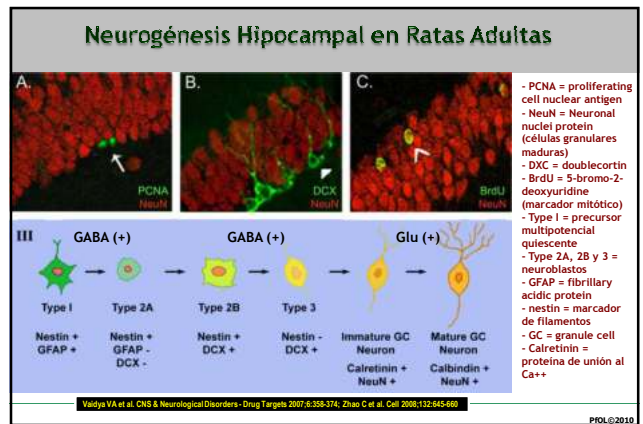 Neurogénesis Hipocampal en Ratas Adultas
A.
PCNA
NeuN
B.
DCX
NeuN
C.
BrdU
NeuN
- PCNA = proliferating
cell nuclear antigen
- NeuN = Neuronal
nuclei protein
(células granulares
maduras)
- DXC = doublecortin
- BrdU = 5-bromo-2-
deoxyuridine
(marcador mitótico)
- Type I = precursor
multipotencial
quiescente
- Type 2A, 2B y 3 =
neuroblastos
- GFAP = fibrillary
acidic protein
- nestin = marcador
de filamentos
- GC = granule cell
- Calretinin =
proteína de unión al
Ca++
III
GABA (+)
GABA (+)
Glu (+)
Type I
Type 2A
Type 2B
Type 3
Nestin +
GFAP +
Nestin +
GFAP -
DCX -
Nestin +
DCX +
Nestin -
DCX +
Immature GC
Neuron
Calretinin +
NeuN +
Mature GC
Neuron
Calbindin +
NeuN +
Vaidya VA et al. CNS & Neurological Disorders - Drug Targets 2007;6:358-374; Zhao C et al. Cell 2008;132:645-660
PfOL©2010